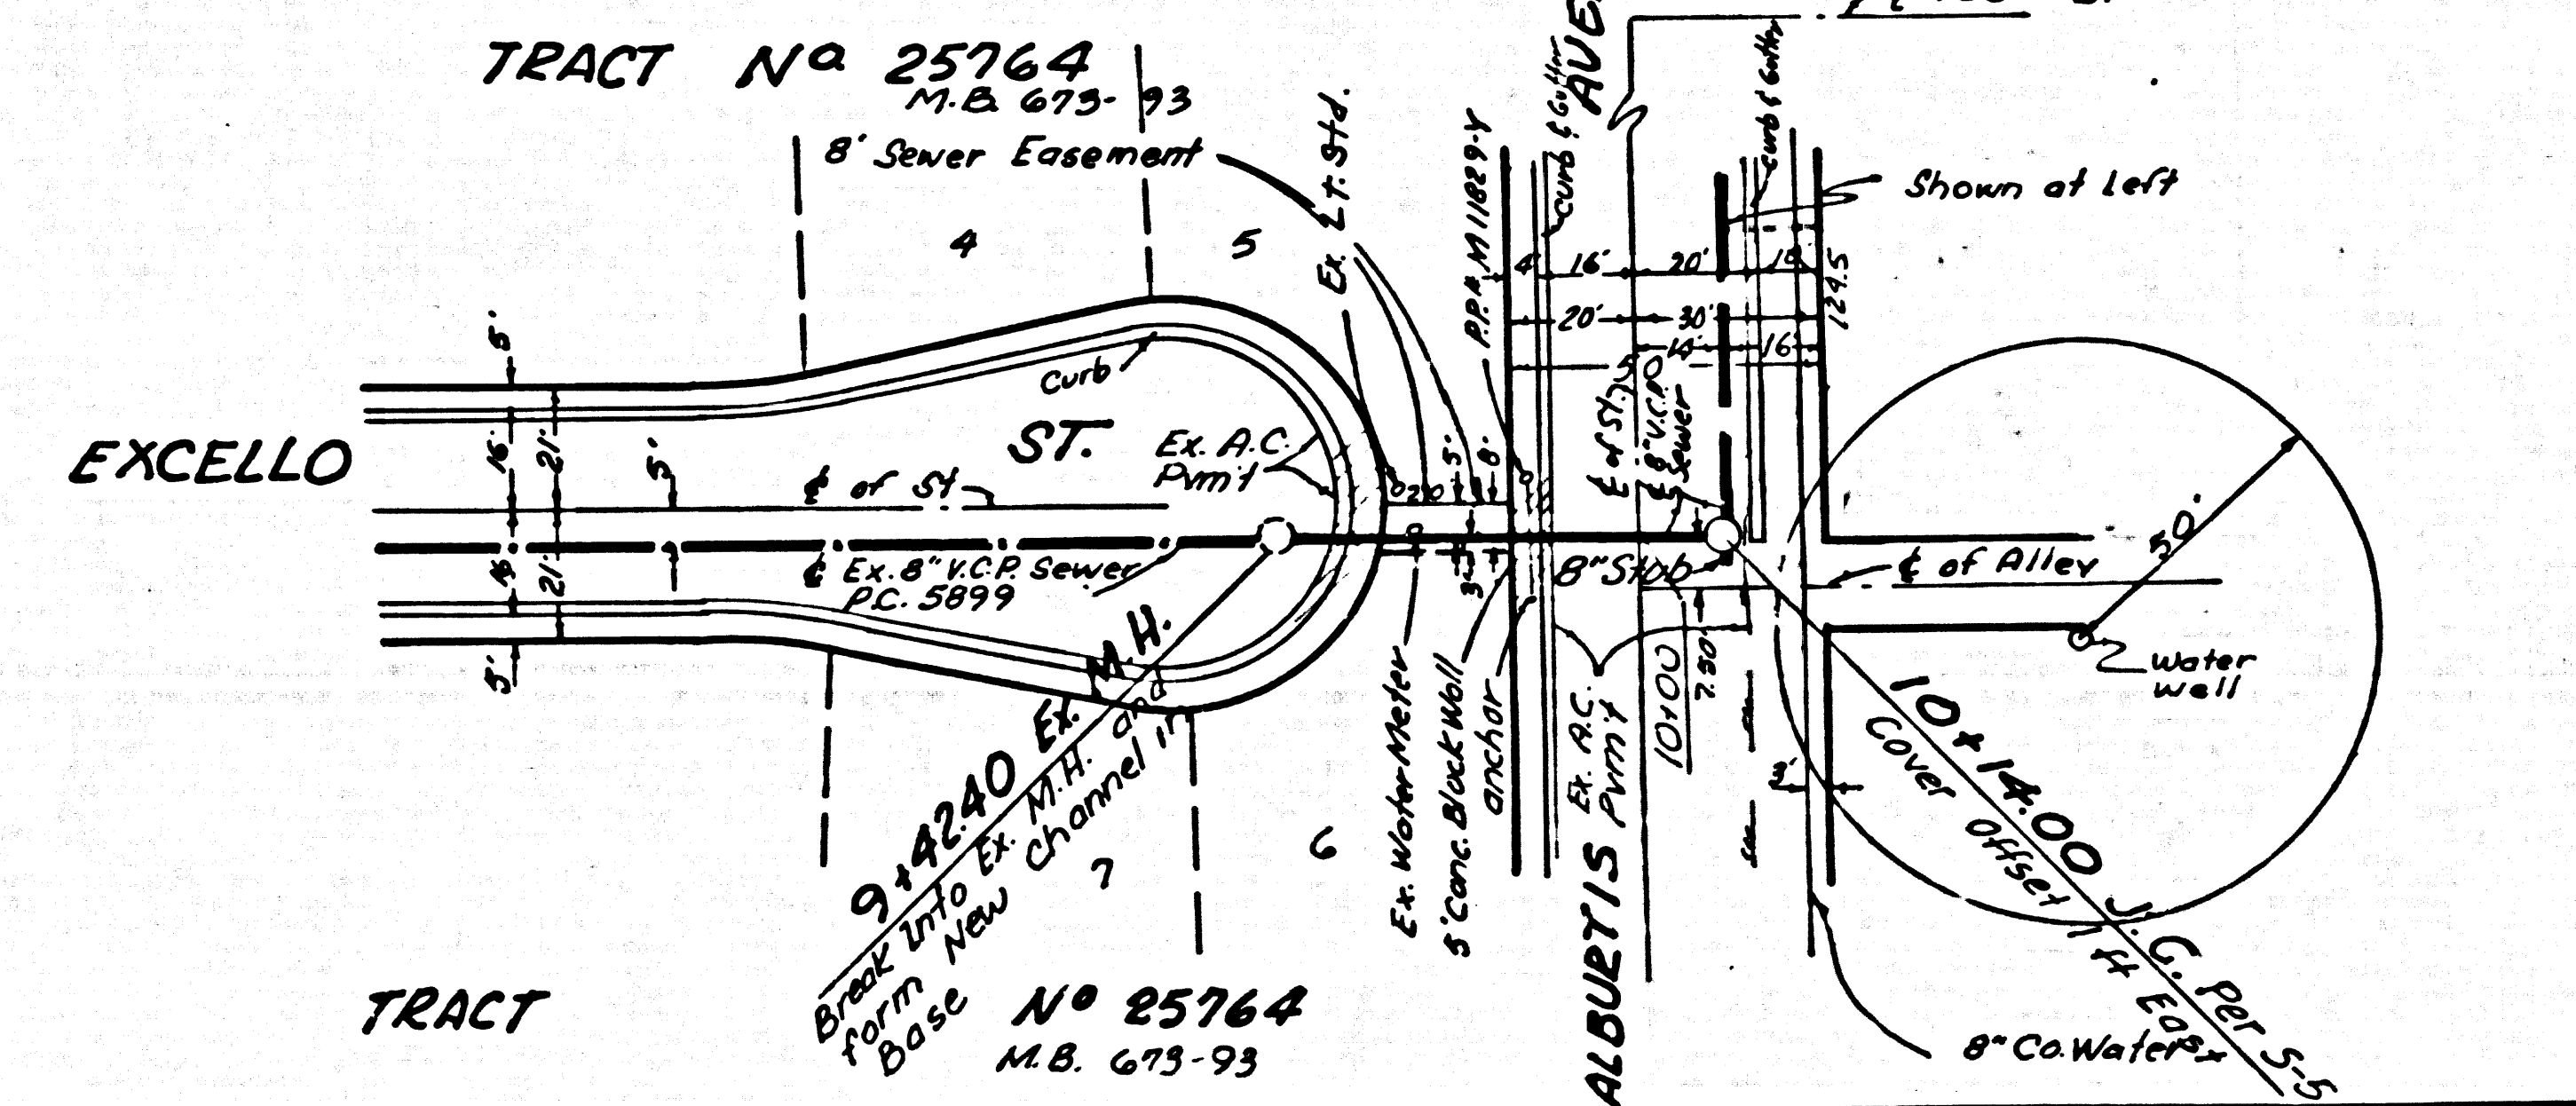 TRACT Nº 25764
M.B. 673-93
8' Sewer Easement
4
5
Ex. Lt. Std.
P.P.# M11829-Y
curb & Gutter
AVE.
curb & Gutter
Shown at Left
4'
16'
20'
20'
30'
14'
16'
124.5
5'
16'
21'
5'
16'
21'
5'
EXCELLO
ST.
curb
Ex. A.C.
Pvm't
℄ of St
℄ Ex. 8" V.C.P. Sewer
P.C. 5899
5'
8'
3'
℄ of St.
℄ 8" V.C.P.
Sewer
8" Stub
℄ of Alley
50'
Water
well
10+00
7.50'
3'
9+42.40 Ex. M.H.
Break into Ex. M.H. and
form New Channel in
Base
7
6
Ex. Water Meter
5' Conc. Block Wall
anchor
Ex. A.C.
Pvm't
ALBURTIS
10+14.00 J.C. Per S-5
Cover offset 1 ft East
8" Co. Water
TRACT Nº 25764
M.B. 673-93